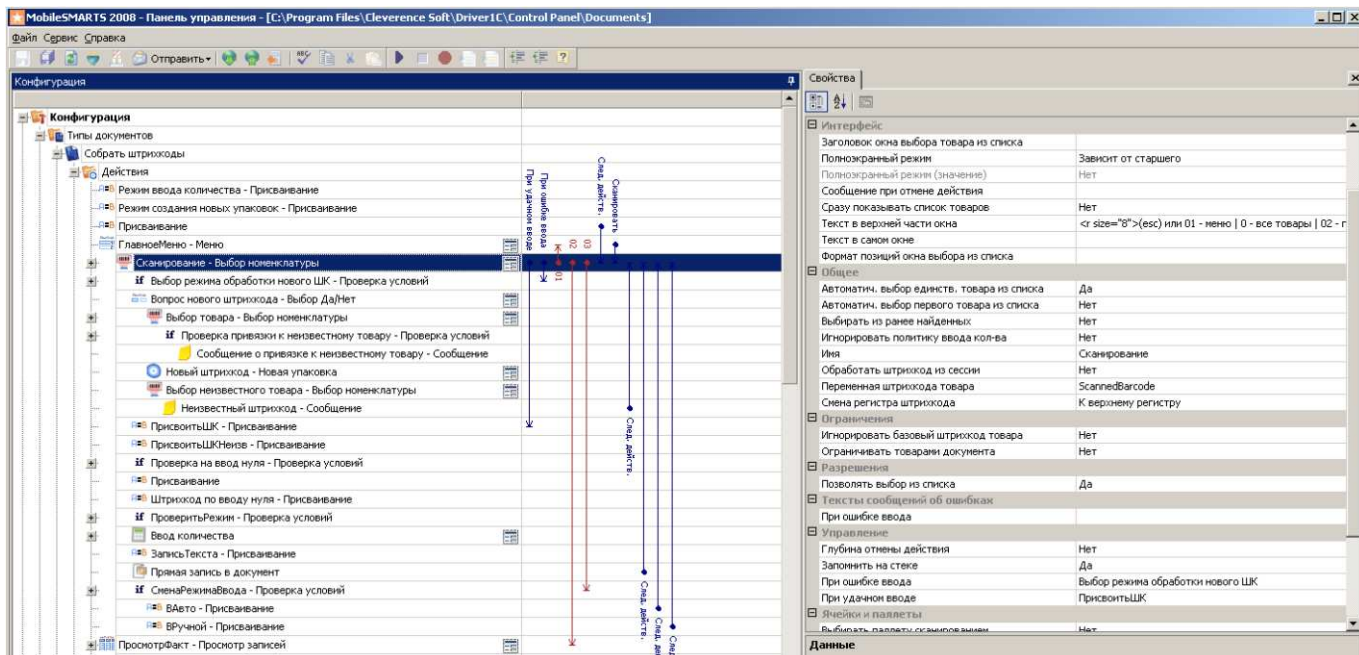 MobileSMARTS 2008 - Панель управления - [C:\Program Files\Cleverence Soft\Driver1C\Control Panel\Documents]
Файл Сервис Справка
Отправить
Конфигурация
Конфигурация
Типы документов
Собрать штрихкоды
Действия
Режим ввода количества - Присваивание
Режим создания новых упаковок - Присваивание
Присваивание
ГлавноеМеню - Меню
Сканирование - Выбор номенклатуры
if Выбор режима обработки нового ШК - Проверка условий
Вопрос нового штрихкода - Выбор Да/Нет
Выбор товара - Выбор номенклатуры
if Проверка привязки к неизвестному товару - Проверка условий
Сообщение о привязке к неизвестному товару - Сообщение
Новый штрихкод - Новая упаковка
Выбор неизвестного товара - Выбор номенклатуры
Неизвестный штрихкод - Сообщение
ПрисвоитьШК - Присваивание
ПрисвоитьШКНеизв - Присваивание
if Проверка на ввод нуля - Проверка условий
Присваивание
Штрихкод по вводу нуля - Присваивание
if ПроверитьРежим - Проверка условий
Ввод количества
ЗаписьТекста - Присваивание
Прямая запись в документ
if СменаРежимаВвода - Проверка условий
ВАвто - Присваивание
ВРучной - Присваивание
ПросмотрФакт - Просмотр записей
При удачном вводе
При ошибке ввода
01
02
03
След. действ.
Сканировать
След. действ.
След. действ.
След. де
Сле
Свойства
Интерфейс
Заголовок окна выбора товара из списка
Полноэкранный режим Зависит от старшего
Полноэкранный режим (значение) Нет
Сообщение при отмене действия
Сразу показывать список товаров Нет
Текст в верхней части окна <r size="8">(esc) или 01 - меню | 0 - все товары | 02 - г
Текст в самом окне
Формат позиций окна выбора из списка
Общее
Автоматич. выбор единств. товара из списка Да
Автоматич. выбор первого товара из списка Нет
Выбирать из ранее найденных Нет
Игнорировать политику ввода кол-ва Нет
Имя Сканирование
Обработать штрихкод из сессии Нет
Переменная штрихкода товара ScannedBarcode
Смена регистра штрихкода К верхнему регистру
Ограничения
Игнорировать базовый штрихкод товара Нет
Ограничивать товарами документа Нет
Разрешения
Позволять выбор из списка Да
Тексты сообщений об ошибках
При ошибке ввода
Управление
Глубина отмены действия Нет
Запомнить на стеке Да
При ошибке ввода Выбор режима обработки нового ШК
При удачном вводе ПрисвоитьШК
Ячейки и паллеты
Выбирать паллету сканированием Нет
Данные